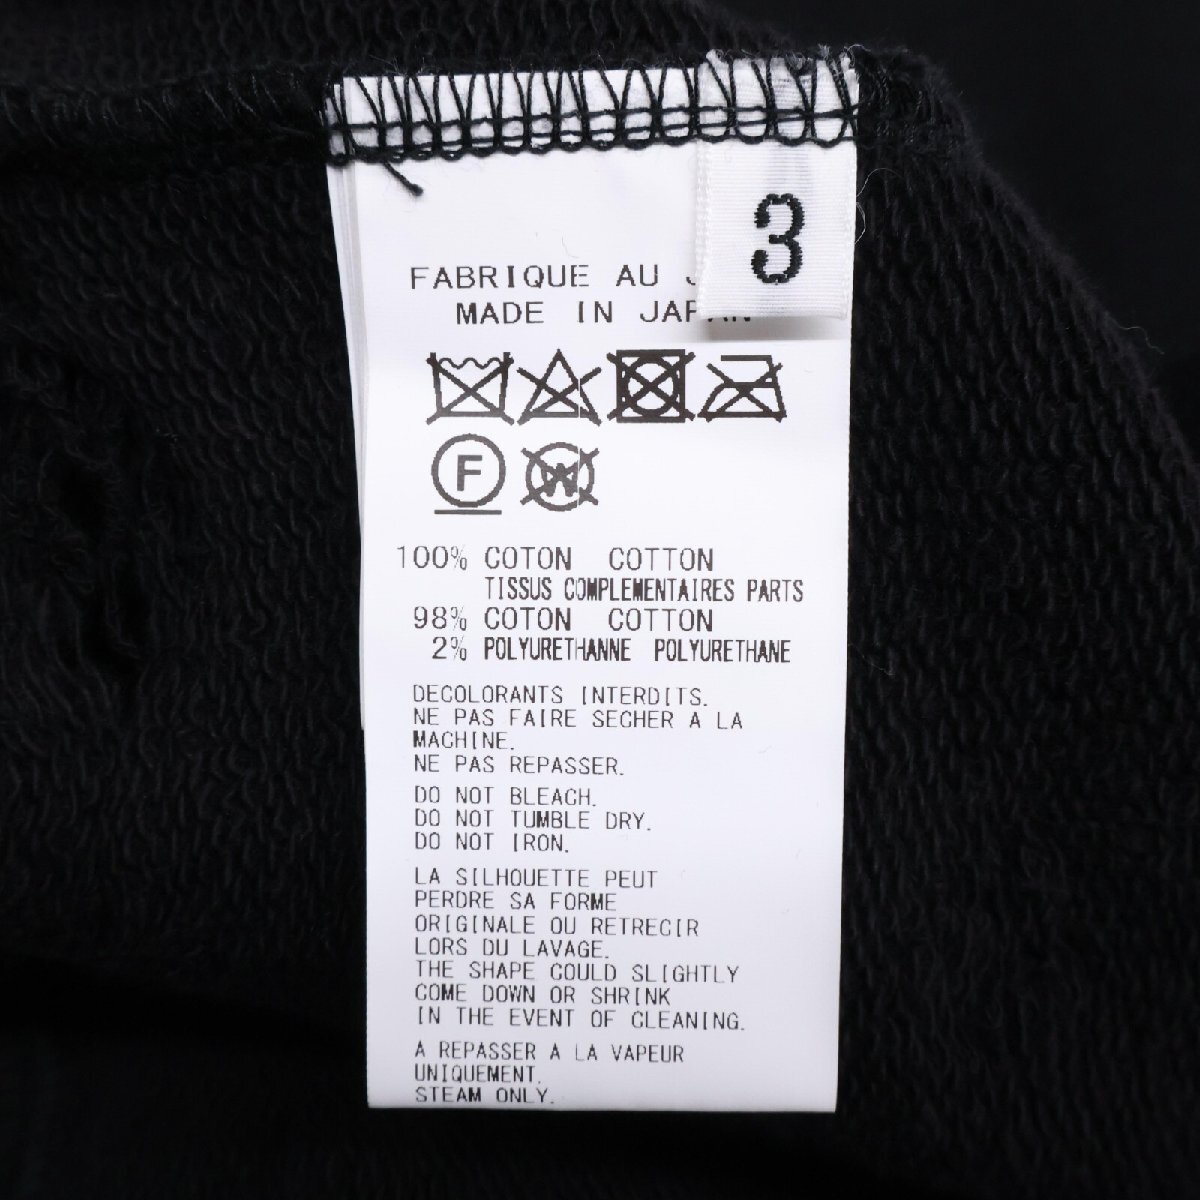 3
FABRIQUE AU
MADE IN JAPAN
F
W
100% COTON COTTON
TISSUS COMPLEMENTAIRES PARTS
98% COTON COTTON
2% POLYURETHANNE POLYURETHANE
DECOLORANTS INTERDITS.
NE PAS FAIRE SECHER A LA
MACHINE.
NE PAS REPASSER.
DO NOT BLEACH.
DO NOT TUMBLE DRY.
DO NOT IRON.
LA SILHOUETTE PEUT
PERDRE SA FORME
ORIGINALE OU RETRECIR
LORS DU LAVAGE.
THE SHAPE COULD SLIGHTLY
COME DOWN OR SHRINK
IN THE EVENT OF CLEANING.
A REPASSER A LA VAPEUR
UNIQUEMENT.
STEAM ONLY.